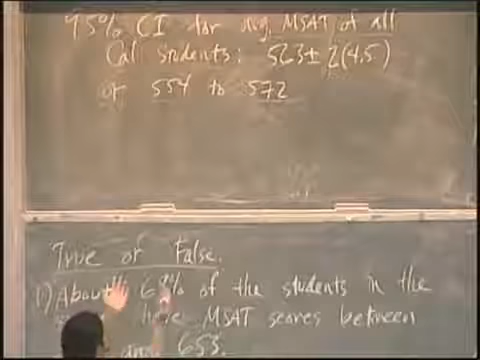 95% CI for avg. MSAT of all
Cal students: 563 ± 2(4.5)
or 554 to 572
True or False.
1) About 68% of the students in the
have MSAT scores between
and 653.